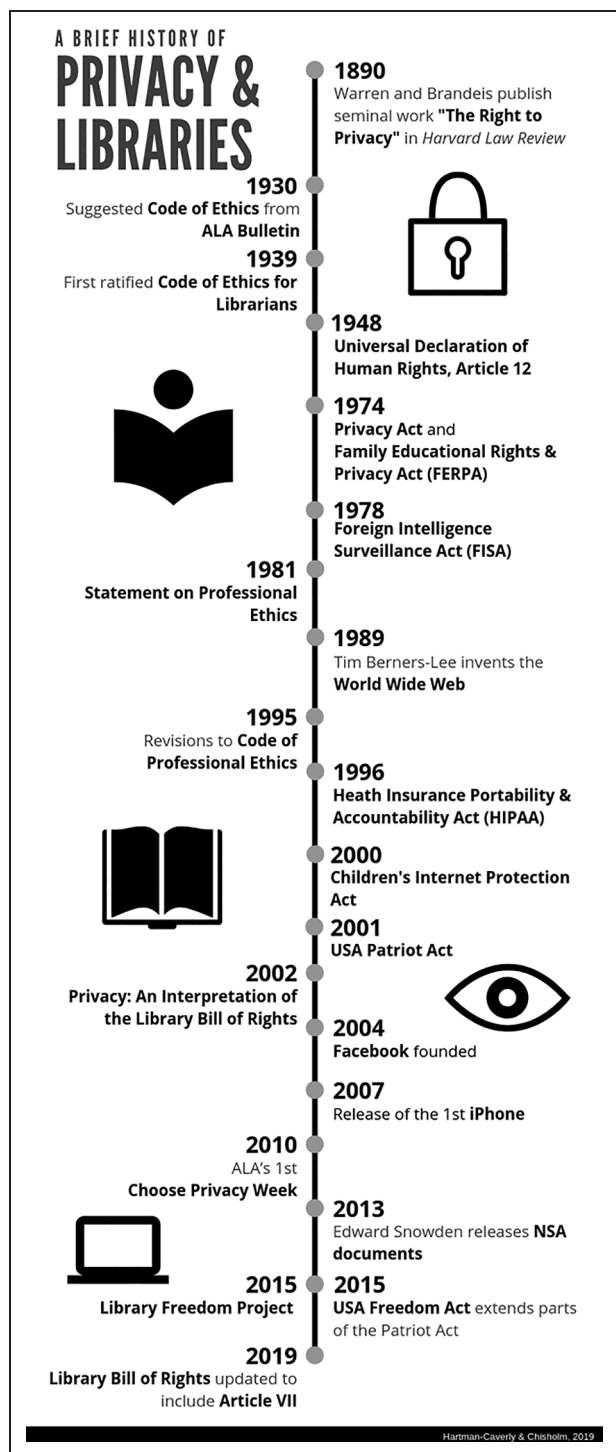 A BRIEF HISTORY OF
PRIVACY &
LIBRARIES
1890
Warren and Brandeis publish
seminal work "The Right to
Privacy" in Harvard Law Review
1930
Suggested Code of Ethics from
ALA Bulletin
1939
First ratified Code of Ethics for
Librarians
1948
Universal Declaration of
Human Rights, Article 12
1974
Privacy Act and
Family Educational Rights &
Privacy Act (FERPA)
1978
Foreign Intelligence
Surveillance Act (FISA)
1981
Statement on Professional
Ethics
1989
Tim Berners-Lee invents the
World Wide Web
1995
Revisions to Code of
Professional Ethics
1996
Heath Insurance Portability &
Accountability Act (HIPAA)
2000
Children's Internet Protection
Act
2001
USA Patriot Act
2002
Privacy: An Interpretation of
the Library Bill of Rights
2004
Facebook founded
2007
Release of the 1st iPhone
2010
ALA's 1st
Choose Privacy Week
2013
Edward Snowden releases NSA
documents
2015
Library Freedom Project
2015
USA Freedom Act extends parts
of the Patriot Act
2019
Library Bill of Rights updated to
include Article VII
Hartman-Caverly & Chisholm, 2019